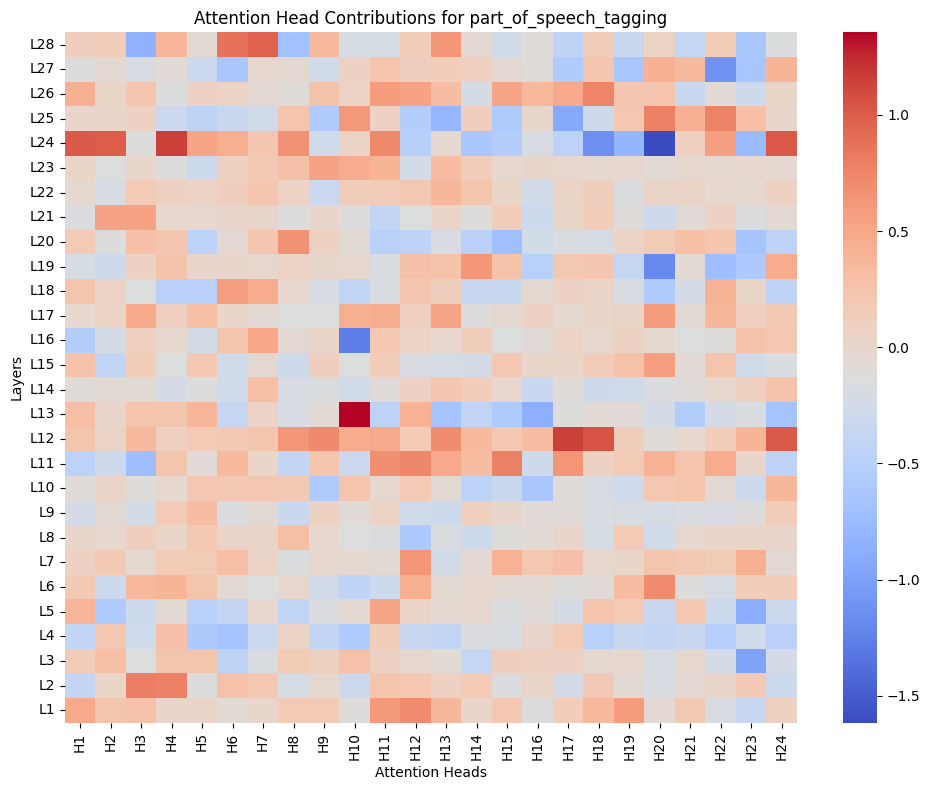 Attention Head Contributions for part_of_speech_tagging
Layers
L28
L27
L26
L25
L24
L23
L22
L21
L20
L19
L18
L17
L16
L15
L14
L13
L12
L11
L10
L9
L8
L7
L6
L5
L4
L3
L2
L1
H1 H2 H3 H4 H5 H6 H7 H8 H9 H10 H11 H12 H13 H14 H15 H16 H17 H18 H19 H20 H21 H22 H23 H24
Attention Heads
1.0
0.5
0.0
−0.5
−1.0
−1.5